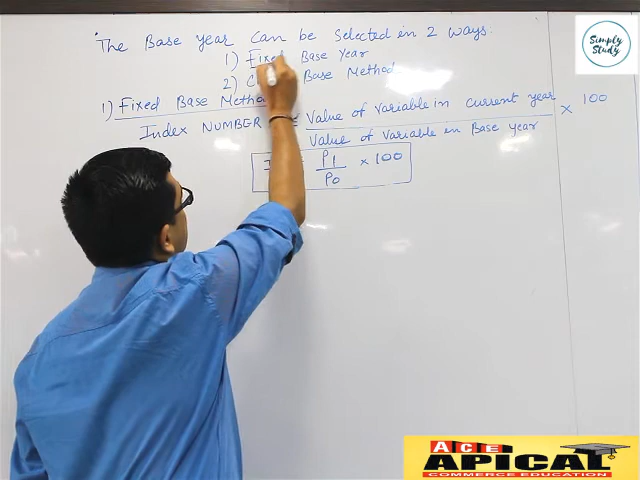 The Base year can be selected in 2 ways.
1) Fixed Base Year
2) C Base Method
1) Fixed Base Method
Index NUMBER = Value of variable in current year × 100
Value of variable in Base year
P1 × 100
P0
Simply
Study
ACE
APICAL
COMMERCE EDUCATION